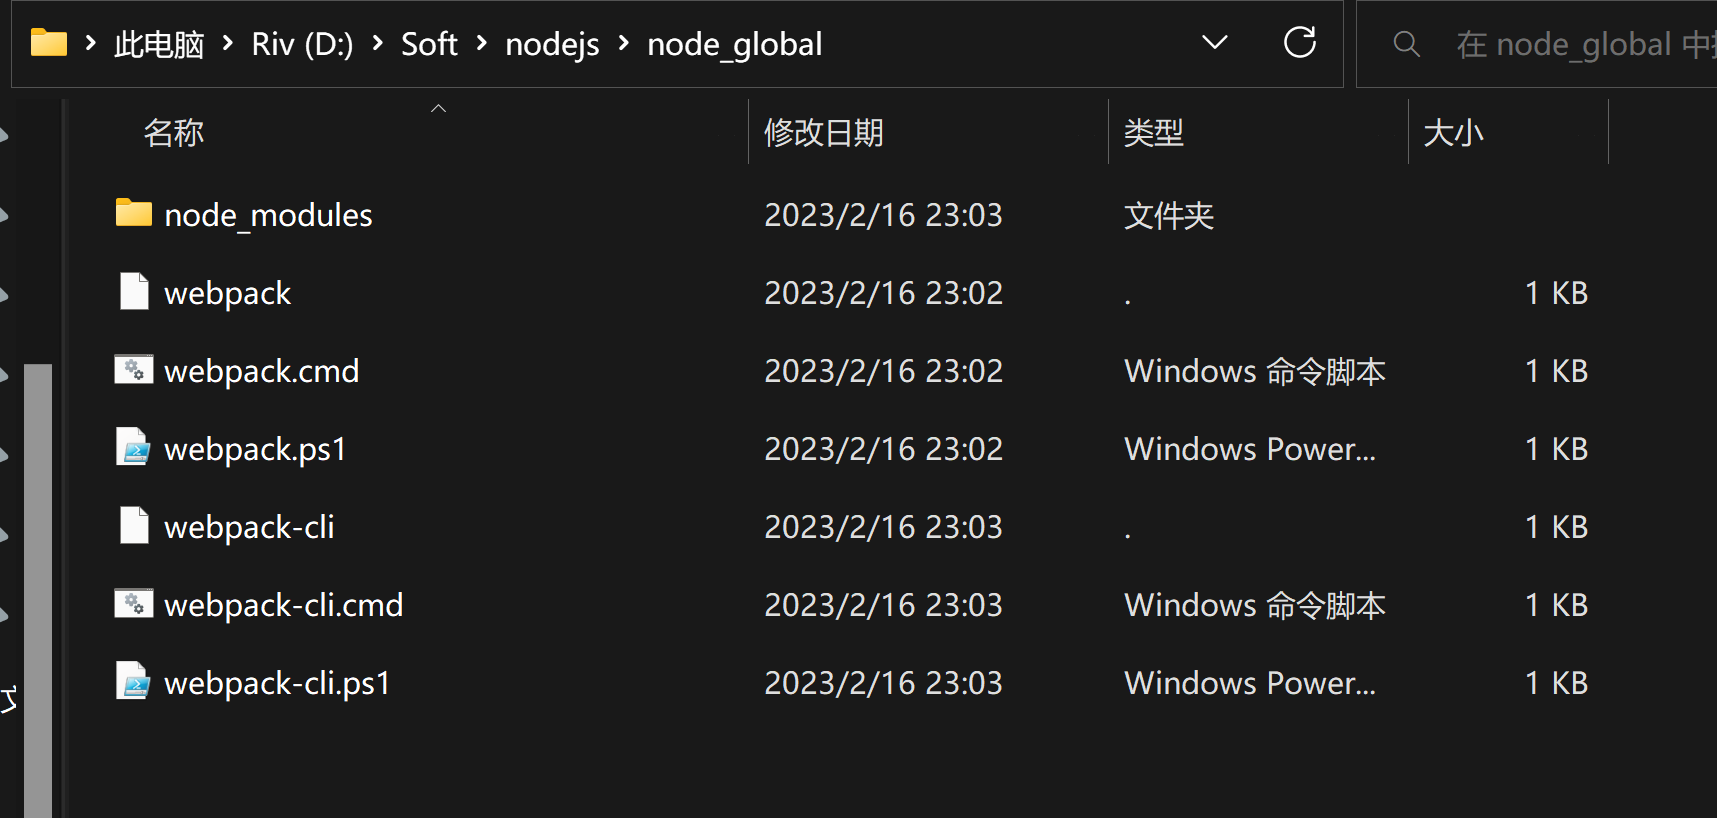 此电脑 > Riv (D:) > Soft > nodejs > node_global
在 node_global 中
名称 修改日期 类型 大小
node_modules 2023/2/16 23:03 文件夹
webpack 2023/2/16 23:02 . 1 KB
webpack.cmd 2023/2/16 23:02 Windows 命令脚本 1 KB
webpack.ps1 2023/2/16 23:02 Windows Power... 1 KB
webpack-cli 2023/2/16 23:03 . 1 KB
webpack-cli.cmd 2023/2/16 23:03 Windows 命令脚本 1 KB
webpack-cli.ps1 2023/2/16 23:03 Windows Power... 1 KB